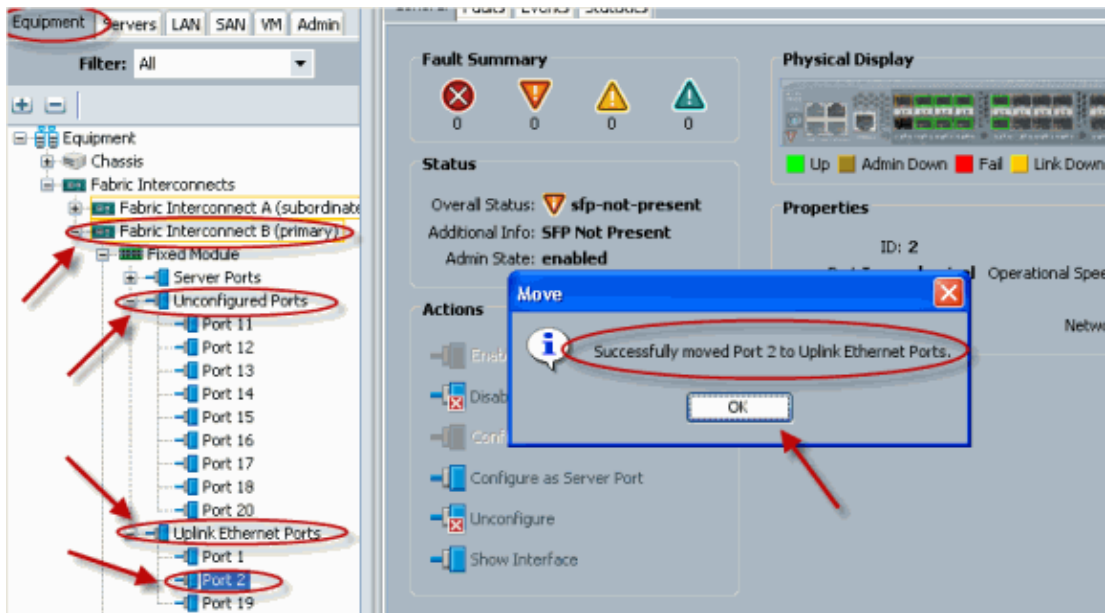 Equipment Servers LAN SAN VM Admin
Filter: All
Equipment
Chassis
Fabric Interconnects
Fabric Interconnect A (subordinate
Fabric Interconnect B (primary)
Fixed Module
Server Ports
Unconfigured Ports
Port 11
Port 12
Port 13
Port 14
Port 15
Port 16
Port 17
Port 18
Port 20
Uplink Ethernet Ports
Port 1
Port 2
Port 19
General Faults Events Statistics
Fault Summary
0 0 0 0
Status
Overall Status: sfp-not-present
Additional Info: SFP Not Present
Admin State: enabled
Actions
Enab
Disab
Conf
Configure as Server Port
Unconfigure
Show Interface
Physical Display
Up Admin Down Fail Link Down
Properties
ID: 2
Operational Spee
Netwo
Move
Successfully moved Port 2 to Uplink Ethernet Ports.
OK